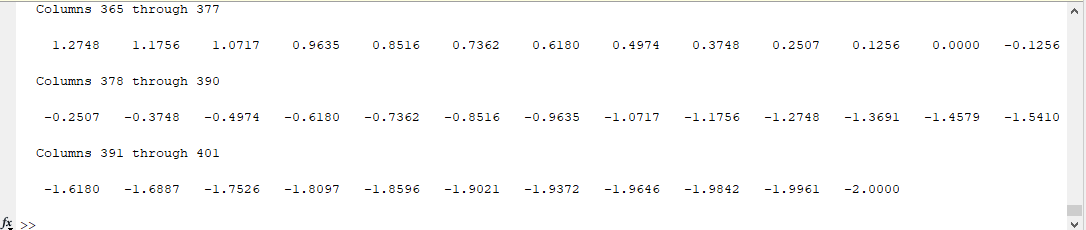 Columns 365 through 377
1.2748 1.1756 1.0717 0.9635 0.8516 0.7362 0.6180 0.4974 0.3748 0.2507 0.1256 0.0000 -0.1256
Columns 378 through 390
-0.2507 -0.3748 -0.4974 -0.6180 -0.7362 -0.8516 -0.9635 -1.0717 -1.1756 -1.2748 -1.3691 -1.4579 -1.5410
Columns 391 through 401
-1.6180 -1.6887 -1.7526 -1.8097 -1.8596 -1.9021 -1.9372 -1.9646 -1.9842 -1.9961 -2.0000
fx >>